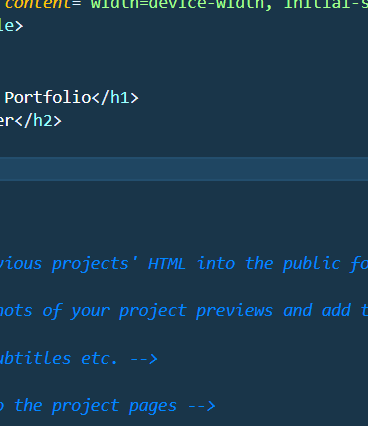 content="width=device-width, initial-s
le>
Portfolio</h1>
er</h2>
vious projects' HTML into the public fo
hots of your project previews and add t
ubtitles etc. -->
o the project pages -->